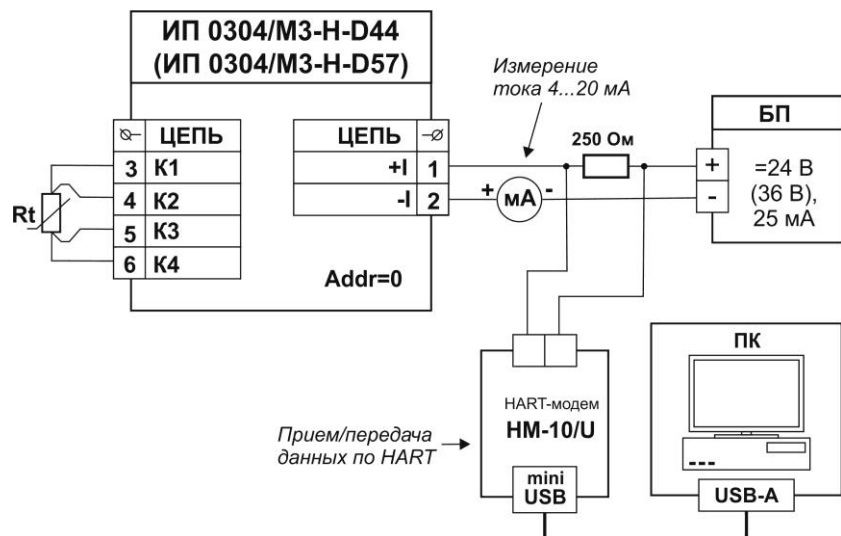 ИП 0304/М3-Н-D44
(ИП 0304/М3-Н-D57)
Измерение
тока 4...20 мА
БП
ЦЕПЬ
ЦЕПЬ
250 Ом
3 К1
+I 1
+
=24 В
4 К2
-I 2
+ мА -
-
(36 В),
25 мА
Rt
5 К3
6 К4
Addr=0
ПК
HART-модем
HM-10/U
Прием/передача
данных по HART
mini
USB
USB-A